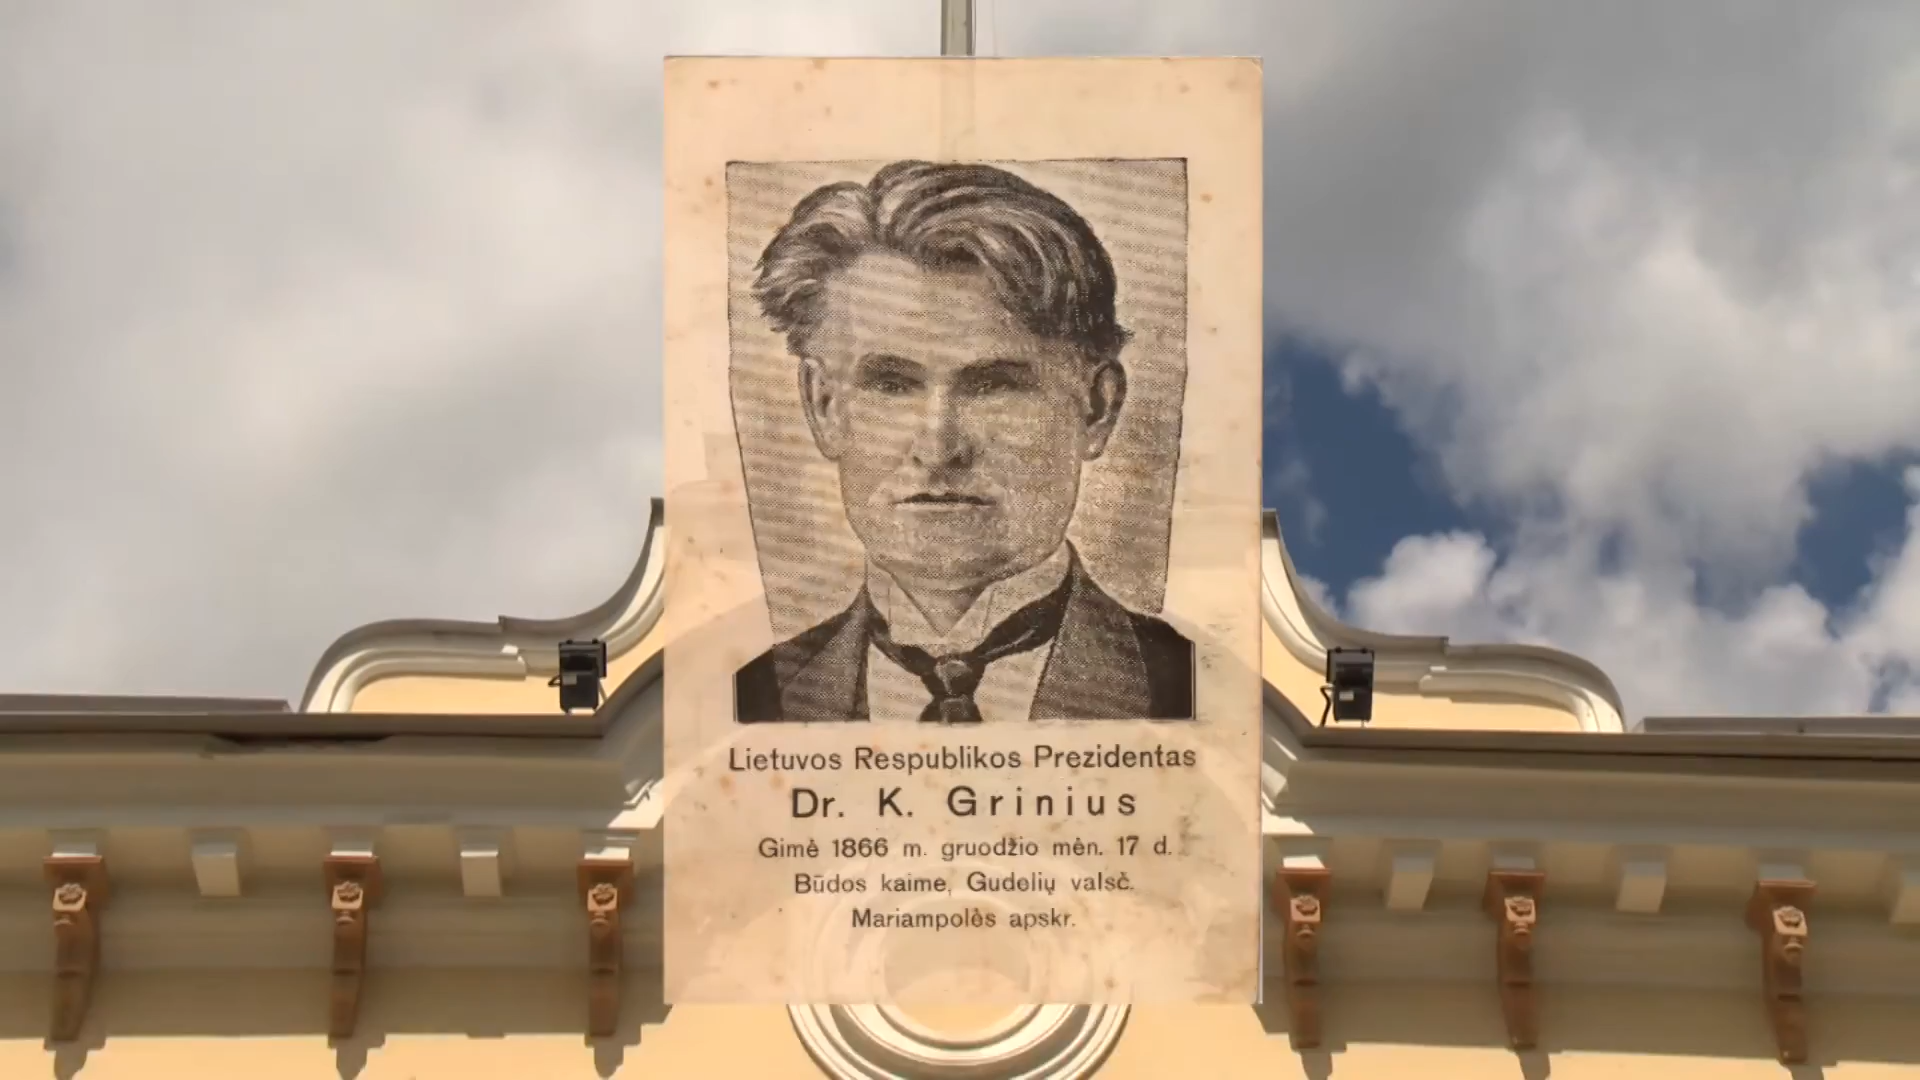 Lietuvos Respublikos Prezidentas
Dr. K. Grinius
Gimė 1866 m. gruodžio mėn. 17 d.
Būdos kaime, Gudelių valsč.
Mariampolės apskr.